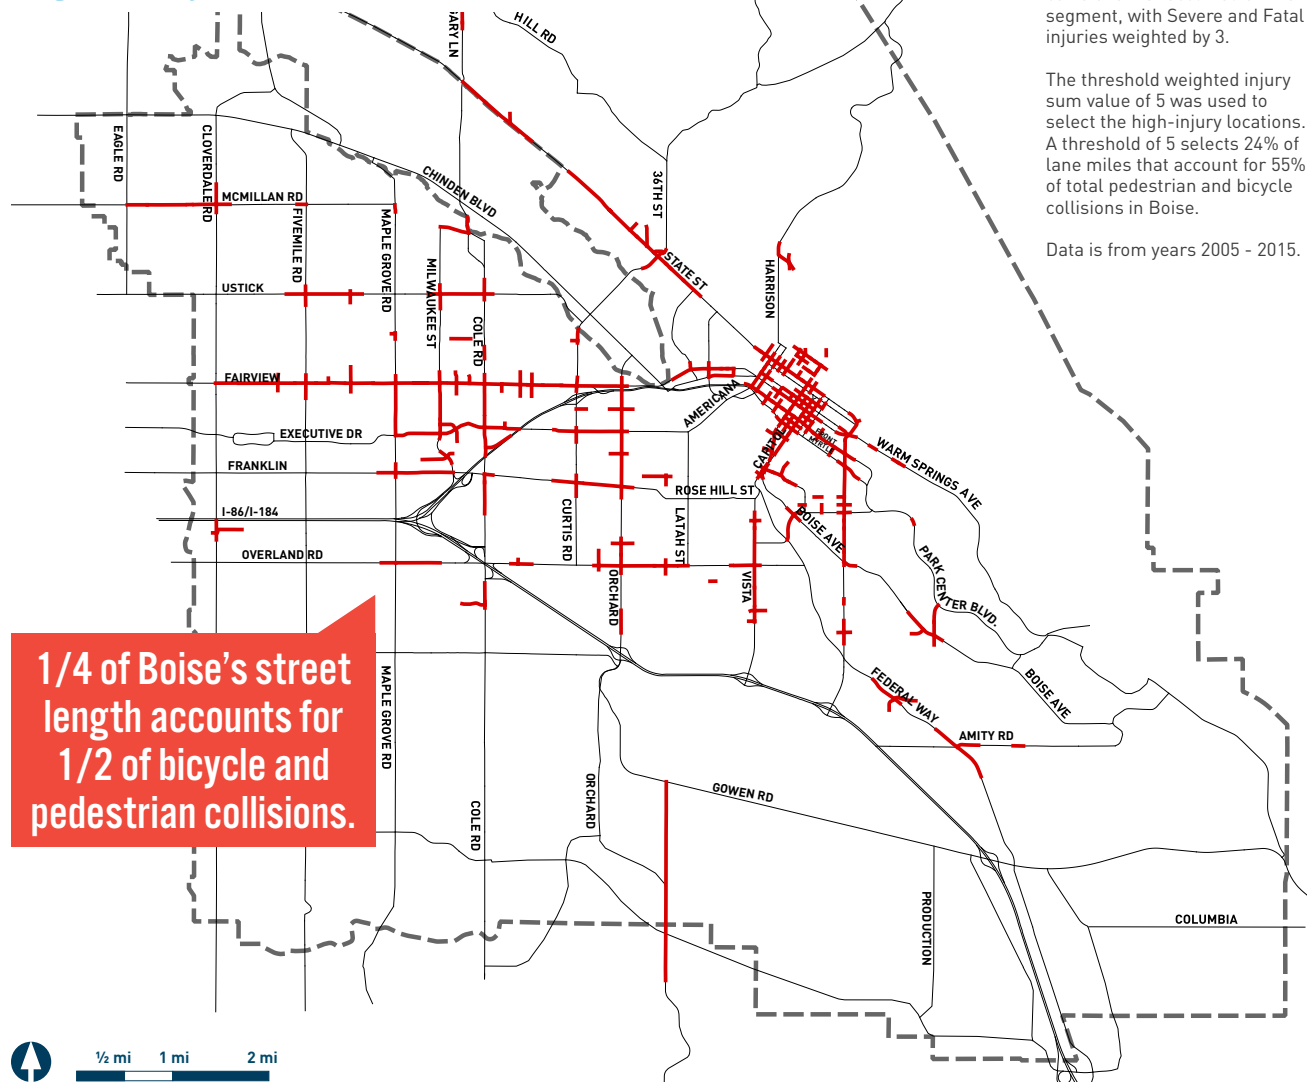 segment, with Severe and Fatal
injuries weighted by 3.
The threshold weighted injury
sum value of 5 was used to
select the high-injury locations.
A threshold of 5 selects 24% of
lane miles that account for 55%
of total pedestrian and bicycle
collisions in Boise.
Data is from years 2005 - 2015.
HILL RD
EAGLE RD
CLOVERDALE RD
MCMILLAN RD
FIVEMILE RD
MAPLE GROVE RD
CHINDEN BLVD
36TH ST
STATE ST
HARRISON
USTICK
MILWAUKEE ST
COLE RD
FAIRVIEW
AMERICANA
EXECUTIVE DR
CAPITOL
FRONT
MYRTLE
WARM SPRINGS AVE
FRANKLIN
ROSE HILL ST
I-86/I-184
CURTIS RD
LATAH ST
BOISE AVE
OVERLAND RD
ORCHARD
VISTA
PARK CENTER BLVD.
1/4 of Boise's street
length accounts for
1/2 of bicycle and
pedestrian collisions.
MAPLE GROVE RD
FEDERAL WAY
BOISE AVE
AMITY RD
COLE RD
ORCHARD
GOWEN RD
PRODUCTION
COLUMBIA
½ mi
1 mi
2 mi